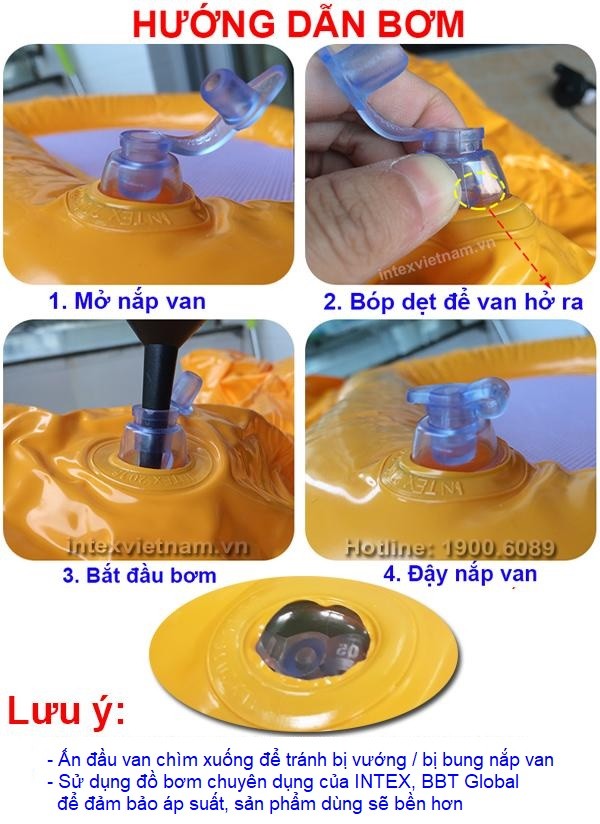 HƯỚNG DẪN BƠM
INTEX
intexvietnam.vn
1. Mở nắp van
2. Bóp dẹt để van hở ra
INTEX
intexvietnam.vn
Hotline: 1900.6089
3. Bắt đầu bơm
4. Đậy nắp van
Lưu ý:
- Ấn đầu van chìm xuống để tránh bị vướng / bị bung nắp van
- Sử dụng đồ bơm chuyên dụng của INTEX, BBT Global
để đảm bảo áp suất, sản phẩm dùng sẽ bền hơn